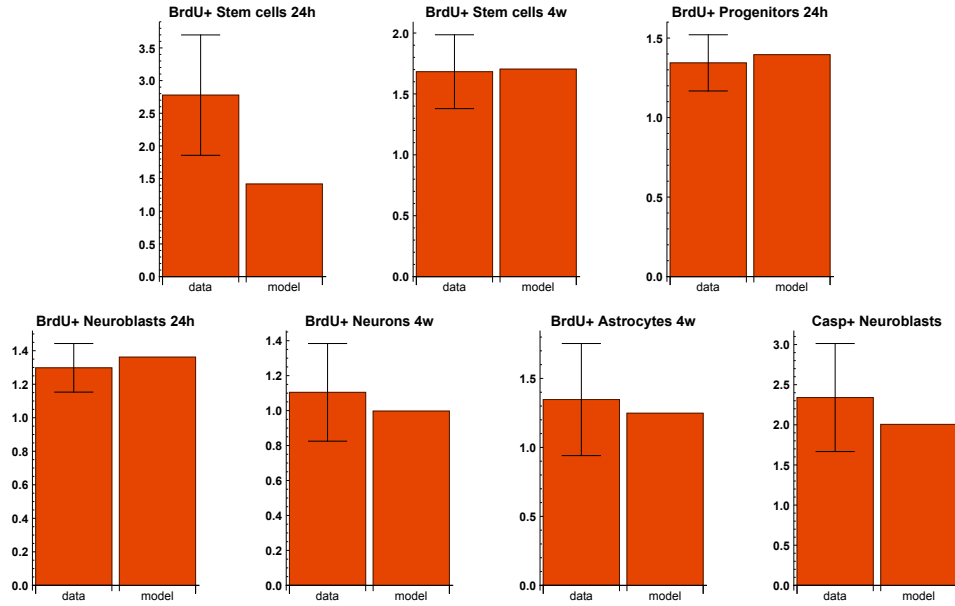 BrdU+ Stem cells 24h
3.5
3.0
2.5
2.0
1.5
1.0
0.5
0.0
data
model
BrdU+ Stem cells 4w
2.0
1.5
1.0
0.5
0.0
data
model
BrdU+ Progenitors 24h
1.5
1.0
0.5
0.0
data
model
BrdU+ Neuroblasts 24h
1.4
1.2
1.0
0.8
0.6
0.4
0.2
0.0
data
model
BrdU+ Neurons 4w
1.4
1.2
1.0
0.8
0.6
0.4
0.2
0.0
data
model
BrdU+ Astrocytes 4w
1.5
1.0
0.5
0.0
data
model
Casp+ Neuroblasts
3.0
2.5
2.0
1.5
1.0
0.5
0.0
data
model